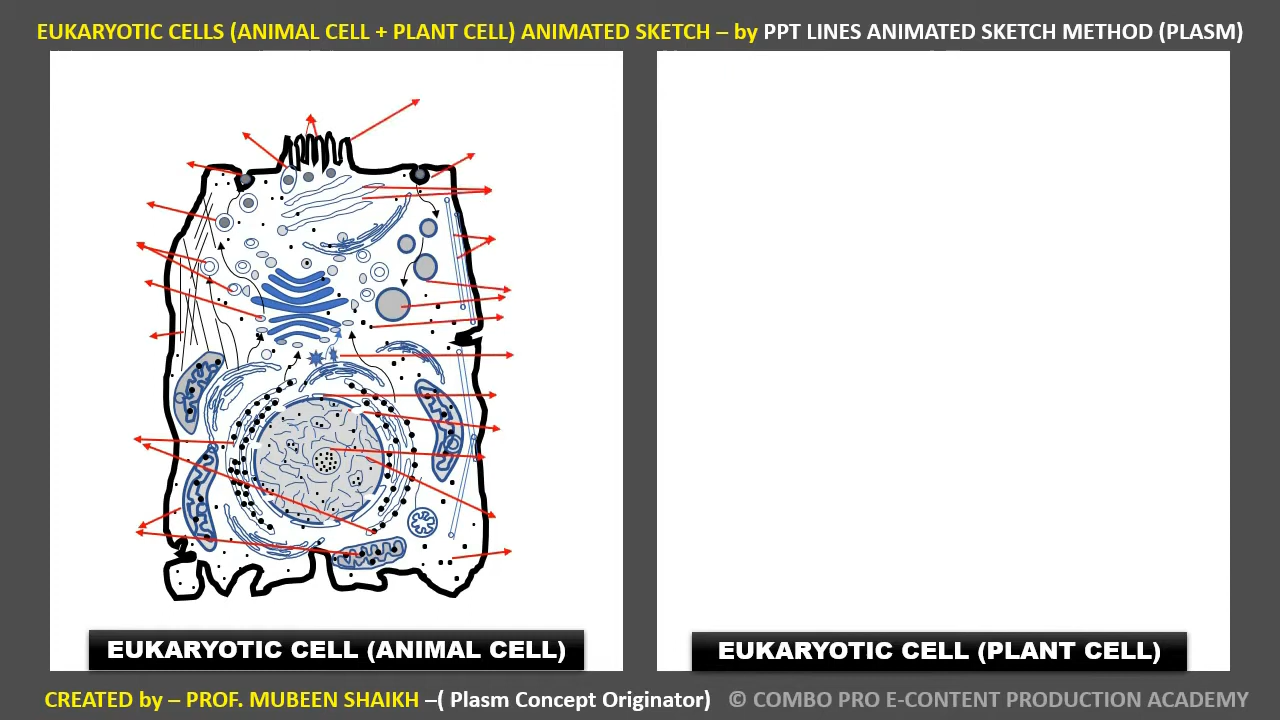 EUKARYOTIC CELLS (ANIMAL CELL + PLANT CELL) ANIMATED SKETCH – by PPT LINES ANIMATED SKETCH METHOD (PLASM)
EUKARYOTIC CELL (ANIMAL CELL)
EUKARYOTIC CELL (PLANT CELL)
CREATED by – PROF. MUBEEN SHAIKH –( Plasm Concept Originator) © COMBO PRO E-CONTENT PRODUCTION ACADEMY